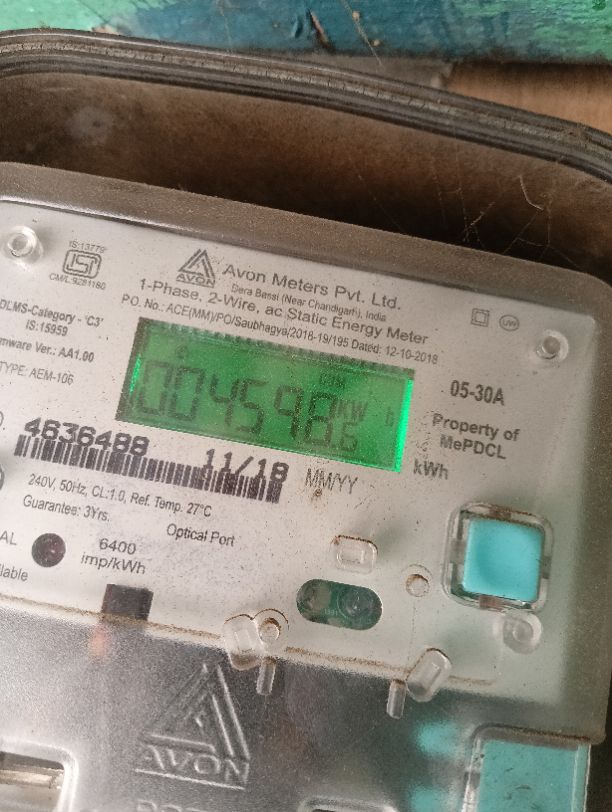 IS:13779
CM/L 9281180
AVON
Avon Meters Pvt. Ltd.
Dera Bassi (Near Chandigarh), India
1-Phase, 2-Wire, ac Static Energy Meter
P.O. No.: ACE(MM)/PO/Saubhagya/2018-19/195 Dated: 12-10-2018
DLMS-Category - 'C3'
IS:15959
mware Ver.: AA1.00
TYPE: AEM-106
UW
004598.6 KW h
05-30A
Property of
MePDCL
kWh
4636488 11/18
MM/YY
240V, 50Hz, CL:1.0, Ref. Temp. 27°C
Guarantee: 3Yrs.
Optical Port
6400
imp/kWh
AVON